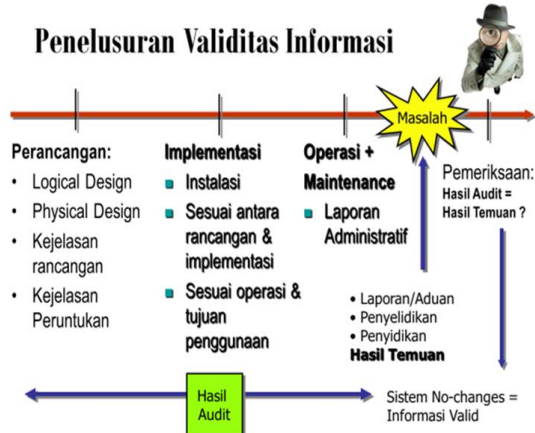 Penelusuran Validitas Informasi
Masalah
Perancangan:
• Logical Design
• Physical Design
• Kejelasan
rancangan
• Kejelasan
Peruntukan
Implementasi
Instalasi
Sesuai antara
rancangan &
implementasi
Sesuai operasi &
tujuan
penggunaan
Operasi +
Maintenance
Laporan
Administratif
Pemeriksaan:
Hasil Audit =
Hasil Temuan ?
• Laporan/Aduan
• Penyelidikan
• Penyidikan
Hasil Temuan
Hasil
Audit
Sistem No-changes =
Informasi Valid